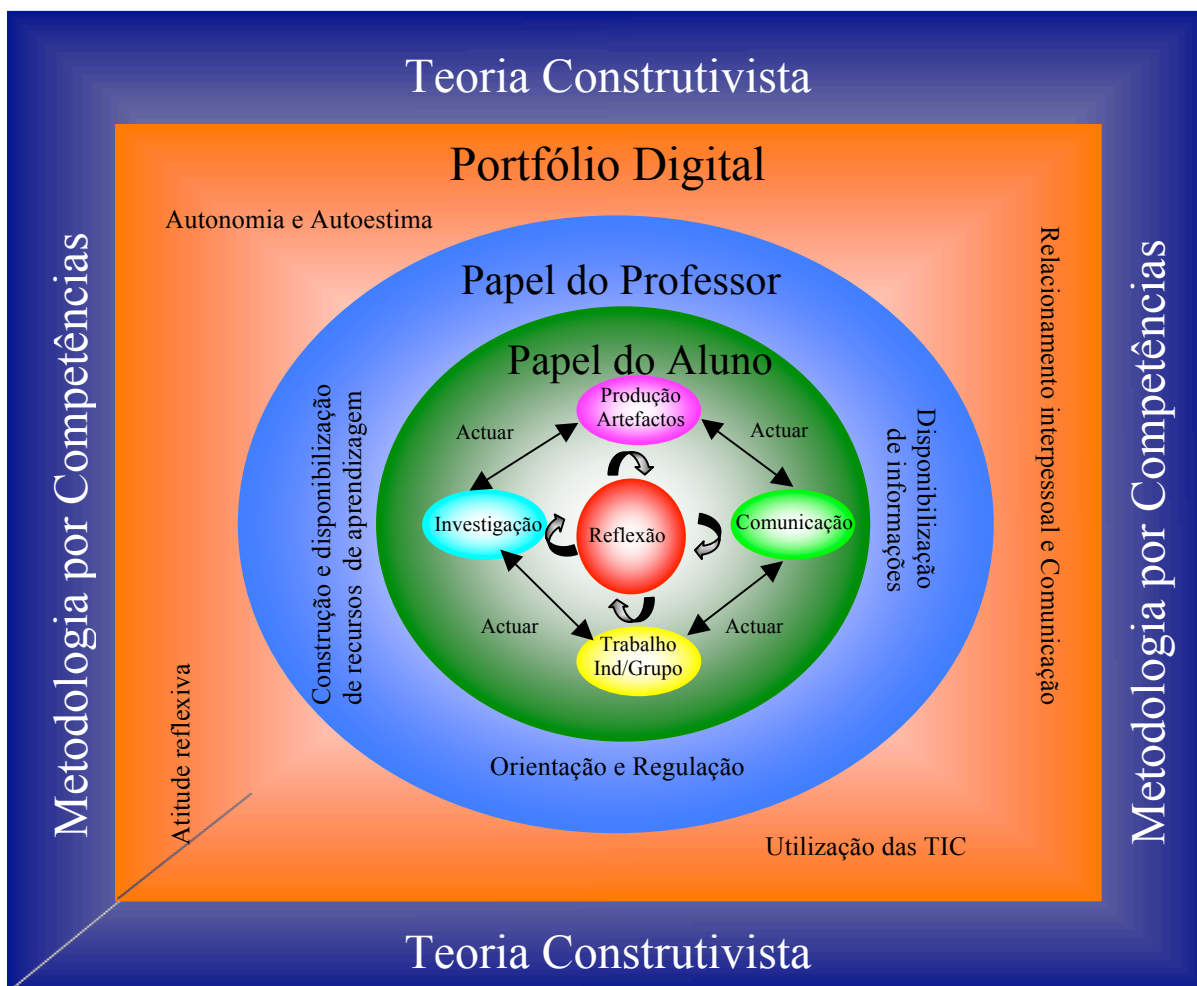 Teoria Construtivista
Portfólio Digital
Autonomia e Autoestima
Metodologia por Competências
Papel do Professor
Papel do Aluno
Produção
Artefactos
Actuar
Actuar
Construção e disponibilização
de recursos de aprendizagem
Investigação
Reflexão
Comunicação
Disponibilização
de informações
Relacionamento interpessoal e Comunicação
Metodologia por Competências
Actuar
Actuar
Trabalho
Ind/Grupo
Orientação e Regulação
Atitude reflexiva
Utilização das TIC
Teoria Construtivista